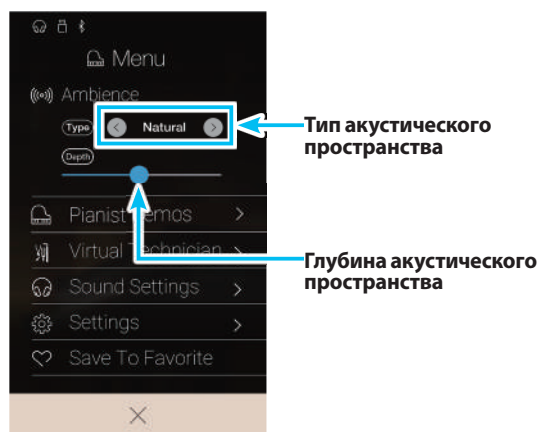 Menu
Ambience
Type
Natural
Тип акустического
пространства
Depth
Pianist Demos
Virtual Technician
Глубина акустического
пространства
Sound Settings
Settings
Save To Favorite